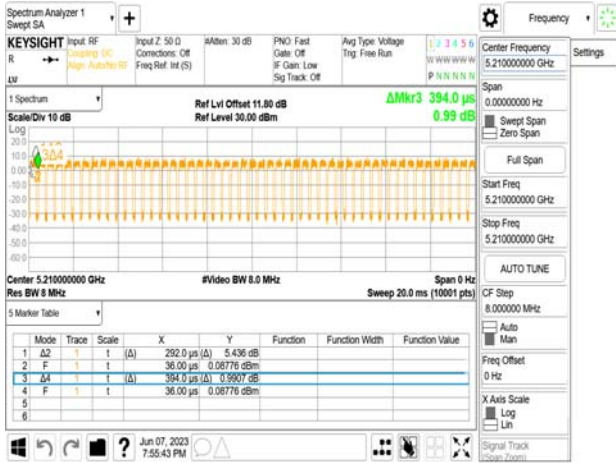 Spectrum Analyzer 1
Swept SA
Frequency
Settings
KEYSIGHT
R
Input: RF
Coupling: DC
Align: Auto/No RF
Input Z: 50 Ω
Corrections: Off
Freq Ref: Int (S)
#Atten: 30 dB
PNO: Fast
Gate: Off
IF Gain: Low
Sig Track: Off
Avg Type: Voltage
Trig: Free Run
1 2 3 4 5 6
W W W W W W
P N N N N N
1 Spectrum
Scale/Div 10 dB
Ref Lvl Offset 11.80 dB
Ref Level 30.00 dBm
ΔMkr3 394.0 µs
0.99 dB
Log
20.0
10.0
0.00
-10.0
-20.0
-30.0
-40.0
-50.0
-60.0
3Δ4
Center 5.210000000 GHz
Res BW 8 MHz
#Video BW 8.0 MHz
Span 0 Hz
Sweep 20.0 ms (10001 pts)
5 Marker Table
Mode Trace Scale X Y Function Function Width Function Value
1 Δ2 1 t (Δ) 292.0 µs (Δ) 5.436 dB
2 F 1 t 36.00 µs 0.08776 dBm
3 Δ4 1 t (Δ) 394.0 µs (Δ) 0.9907 dB
4 F 1 t 36.00 µs 0.08776 dBm
5
6
Jun 07, 2023
7:55:43 PM
Center Frequency
5.210000000 GHz
Span
0.00000000 Hz
Swept Span
Zero Span
Full Span
Start Freq
5.210000000 GHz
Stop Freq
5.210000000 GHz
AUTO TUNE
CF Step
8.000000 MHz
Auto
Man
Freq Offset
0 Hz
X Axis Scale
Log
Lin
Signal Track
(Span Zoom)